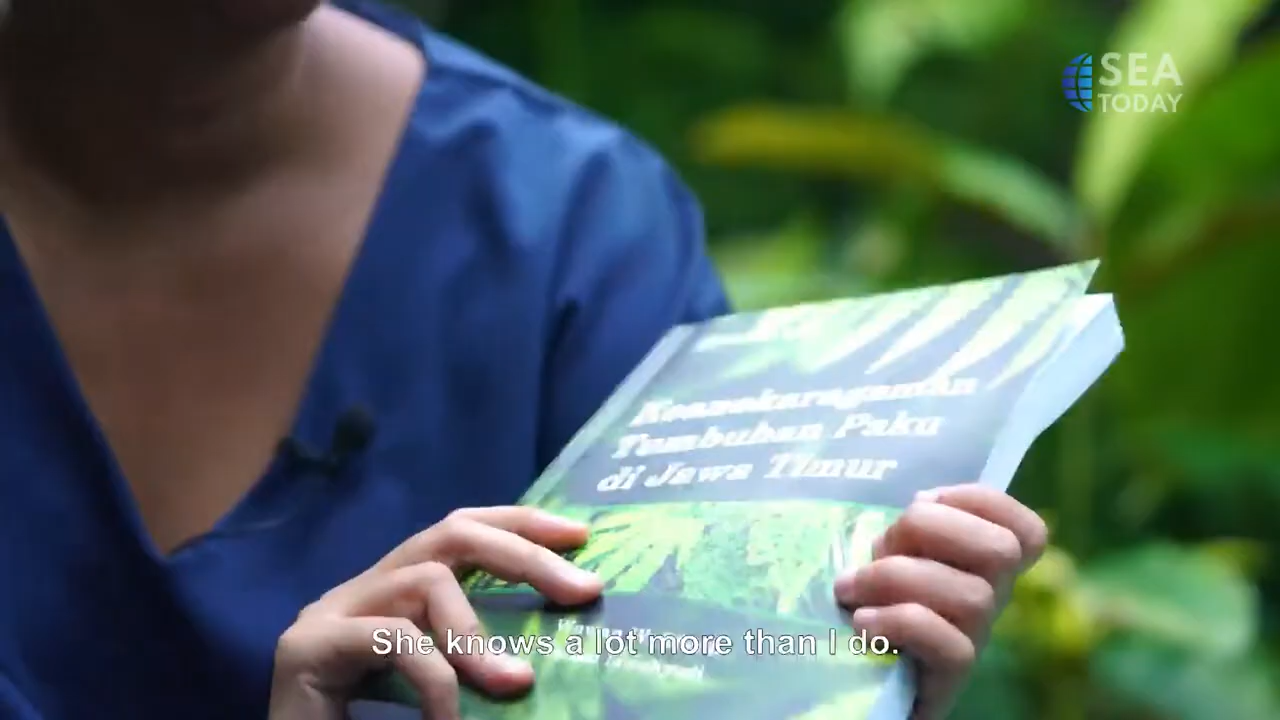 SEA
TODAY
Keanekaragaman
Tumbuhan Paku
di Jawa Timur
She knows a lot more than I do.